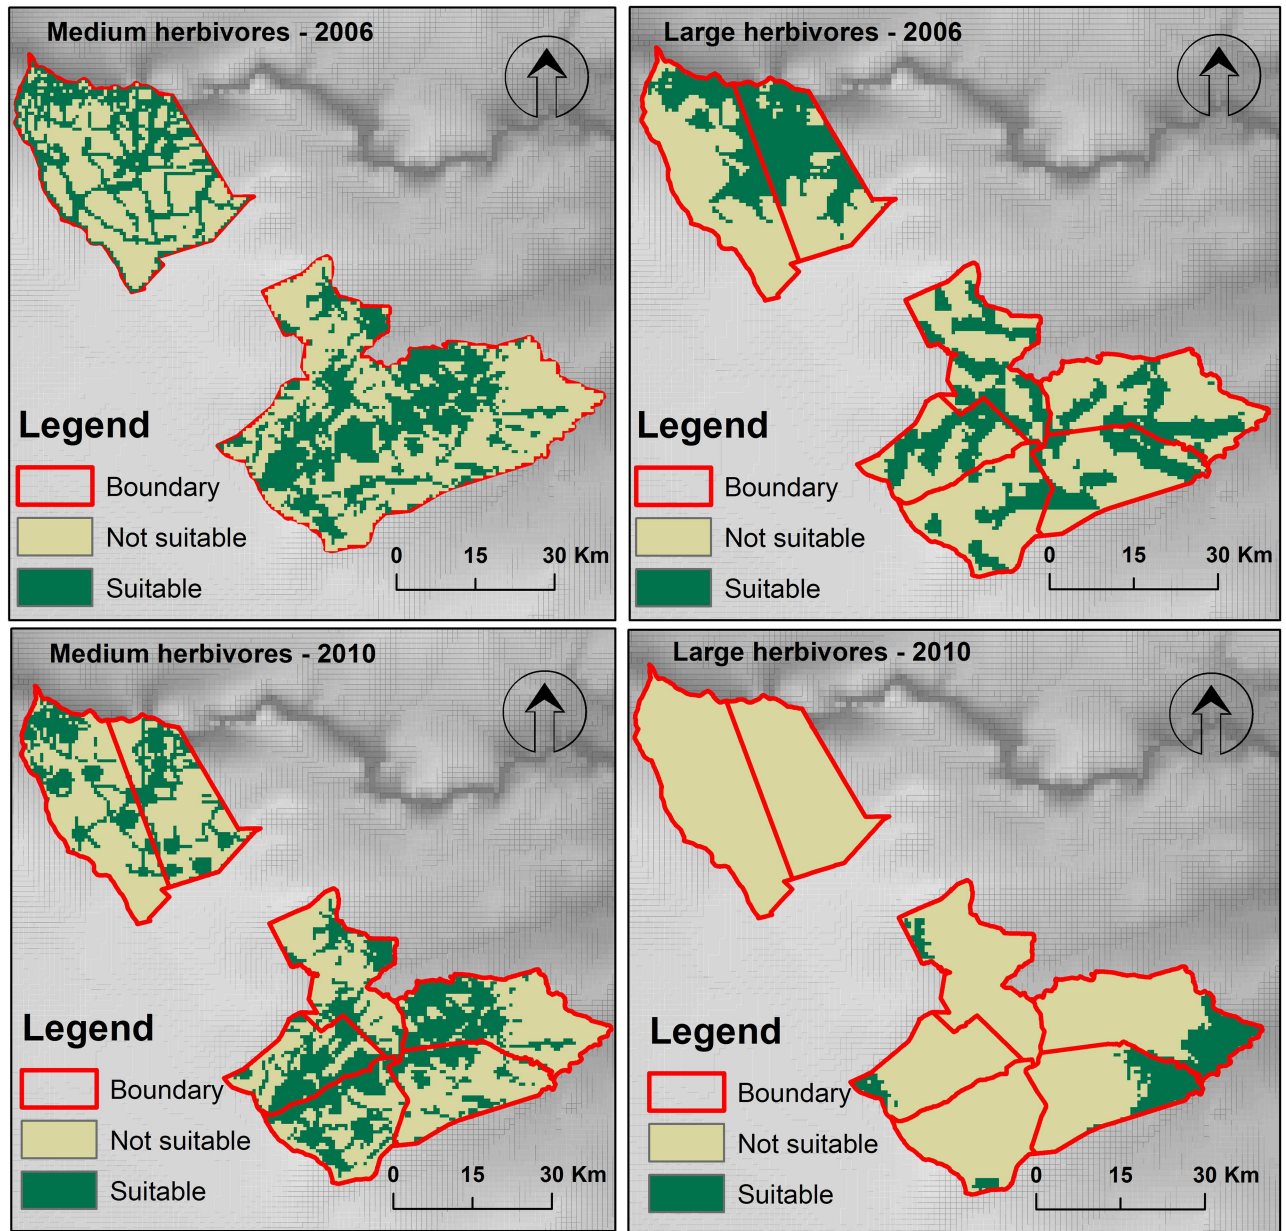 Medium herbivores - 2006
Legend
Boundary
Not suitable
Suitable
0 15 30 Km
Large herbivores - 2006
Legend
Boundary
Not suitable
Suitable
0 15 30 Km
Medium herbivores - 2010
Legend
Boundary
Not suitable
Suitable
0 15 30 Km
Large herbivores - 2010
Legend
Boundary
Not suitable
Suitable
0 15 30 Km